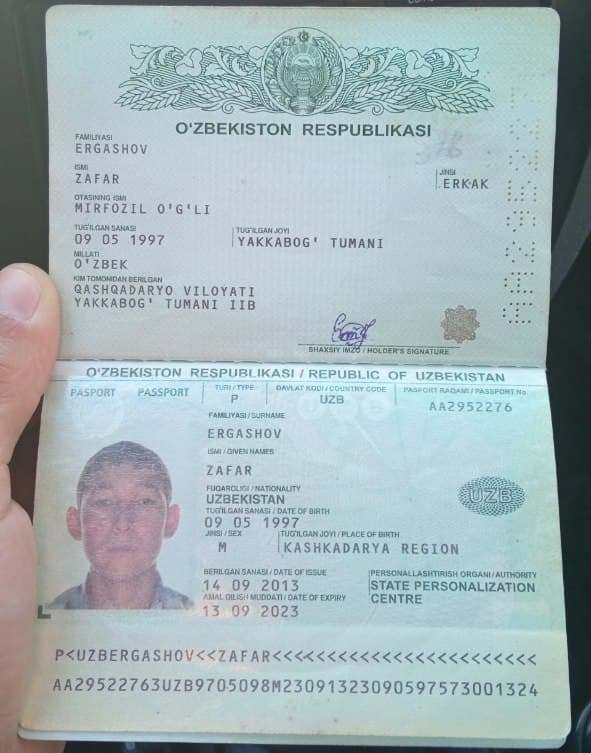 O'ZBEKISTON RESPUBLIKASI
FAMILIYASI
ERGASHOV
ISMI
ZAFAR
JINSI
ERKAK
OTASINING ISMI
MIRFOZIL O'G'LI
TUG'ILGAN SANASI
09 05 1997
TUG'ILGAN JOYI
YAKKABOG' TUMANI
MILLATI
O'ZBEK
KIM TOMONIDAN BERILGAN
QASHQADARYO VILOYATI
YAKKABOG' TUMANI IIB
SHAXSIY IMZO / HOLDER'S SIGNATURE
O'ZBEKISTON RESPUBLIKASI / REPUBLIC OF UZBEKISTAN
PASPORT PASSPORT
TURI / TYPE
P
DAVLAT KODI / COUNTRY CODE
UZB
PASPORT RAQAMI / PASSPORT No
AA2952276
FAMILIYASI / SURNAME
ERGASHOV
ISMI / GIVEN NAMES
ZAFAR
FUQAROLIGI / NATIONALITY
UZBEKISTAN
UZB
TUG'ILGAN SANASI / DATE OF BIRTH
09 05 1997
JINSI / SEX
M
TUG'ILGAN JOYI / PLACE OF BIRTH
KASHKADARYA REGION
BERILGAN SANASI / DATE OF ISSUE
14 09 2013
PERSONALLASHTIRISH ORGANI / AUTHORITY
STATE PERSONALIZATION
CENTRE
AMAL QILISH MUDDATI / DATE OF EXPIRY
13 09 2023
P<UZBERGASHOV<<ZAFAR<<<<<<<<<<<<<<<<<<<<<<<<
AA29522763UZB9705098M23091323090597573001324